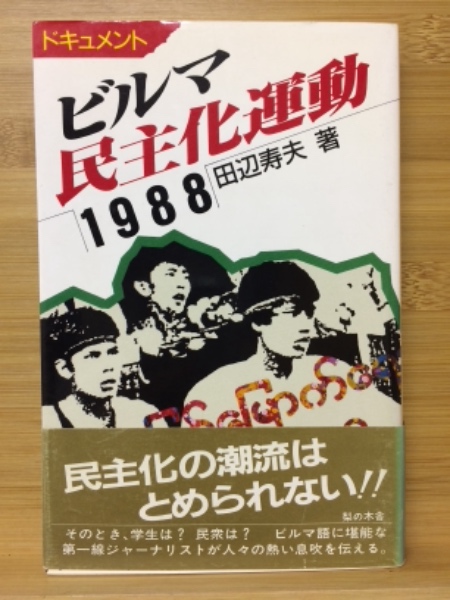 ドキュメント
ビルマ
民主化運動
1988
田辺寿夫 著
民主化の潮流は
とめられない!!
梨の木舎
そのとき、学生は? 民衆は? ビルマ語に堪能な
第一線ジャーナリストが人々の熱い息吹を伝える。